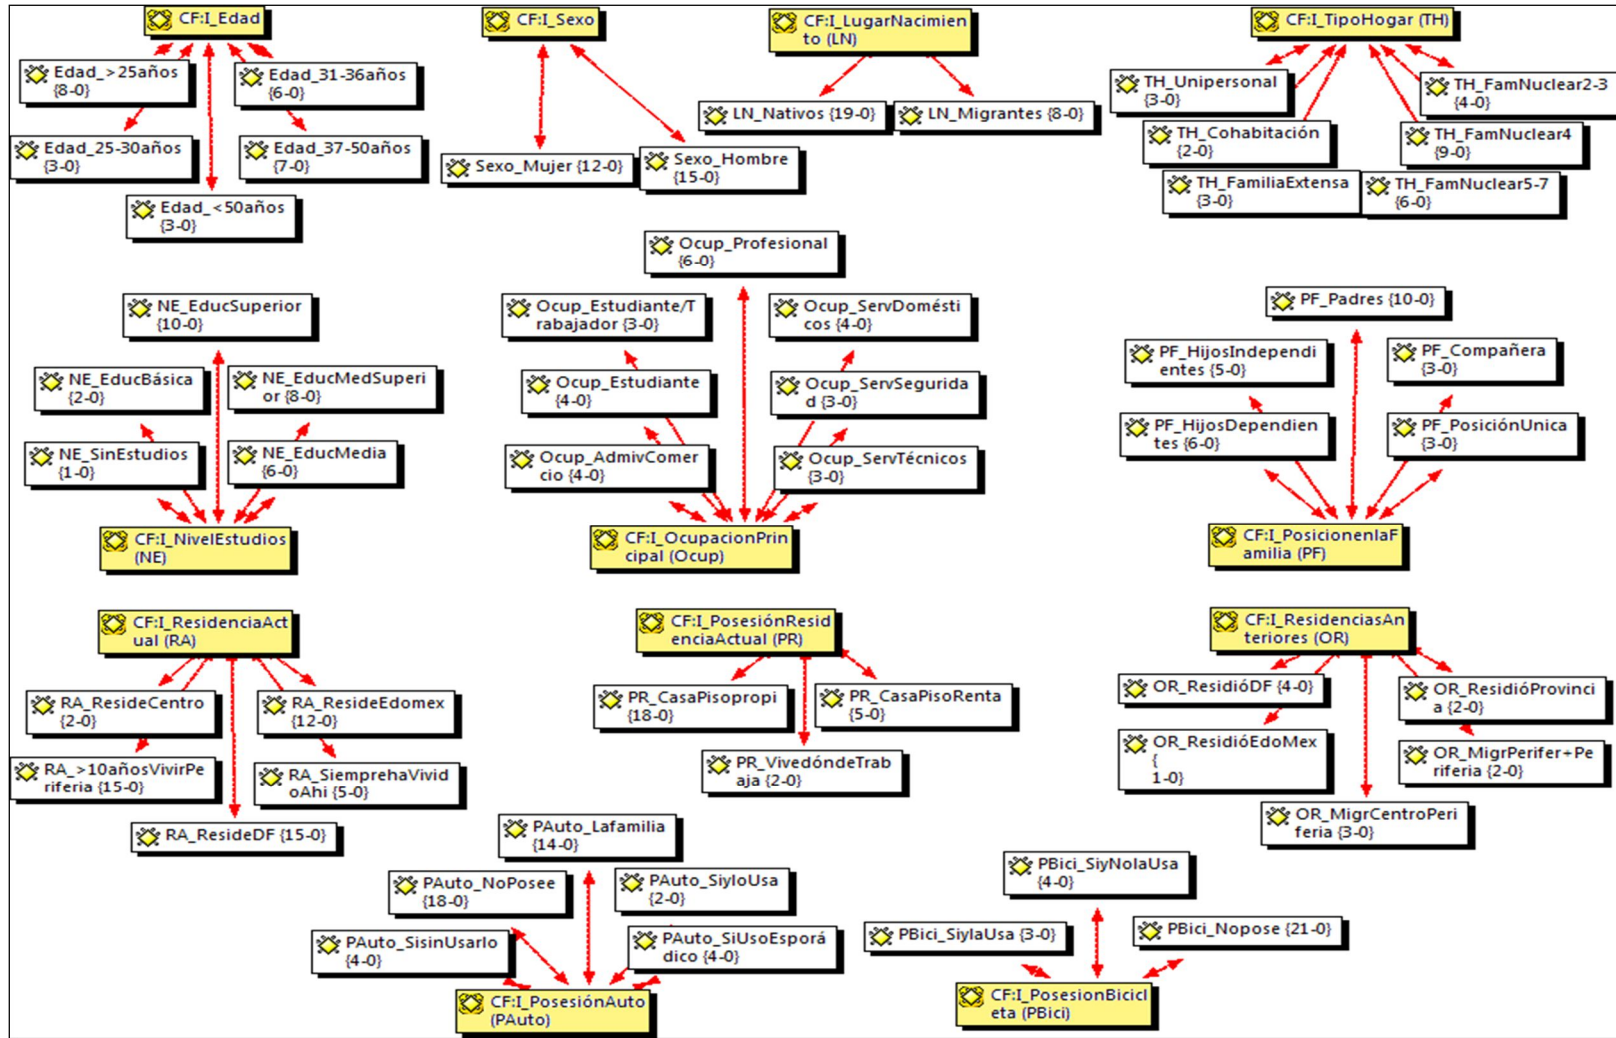 CF:I_Edad
Edad_>25años
{8-0}
Edad_31-36años
{6-0}
Edad_25-30años
{3-0}
Edad_37-50años
{7-0}
Edad_<50años
{3-0}
CF:I_Sexo
Sexo_Mujer {12-0}
Sexo_Hombre
{15-0}
CF:I_LugarNacimien
to (LN)
LN_Nativos {19-0}
LN_Migrantes {8-0}
CF:I_TipoHogar (TH)
TH_Unipersonal
{3-0}
TH_FamNuclear2-3
{4-0}
TH_Cohabitación
{2-0}
TH_FamNuclear4
{9-0}
TH_FamiliaExtensa
{3-0}
TH_FamNuclear5-7
{6-0}
NE_EducSuperior
{10-0}
NE_EducBásica
{2-0}
NE_EducMedSuperi
or {8-0}
NE_SinEstudios
{1-0}
NE_EducMedia
{6-0}
CF:I_NivelEstudios
(NE)
Ocup_Profesional
{6-0}
Ocup_Estudiante/T
rabajador {3-0}
Ocup_ServDomésti
cos {4-0}
Ocup_Estudiante
{4-0}
Ocup_ServSegurida
d {3-0}
Ocup_AdmivComer
cio {4-0}
Ocup_ServTécnicos
{3-0}
CF:I_OcupacionPrin
cipal (Ocup)
PF_Padres {10-0}
PF_HijosIndependi
entes {5-0}
PF_Compañera
{3-0}
PF_HijosDependien
tes {6-0}
PF_PosiciónUnica
{3-0}
CF:I_PosicionenlaF
amilia (PF)
CF:I_ResidenciaAct
ual (RA)
RA_ResideCentro
{2-0}
RA_ResideEdomex
{12-0}
RA_>10añosVivirPe
riferia {15-0}
RA_SiemprehaVivid
oAhi {5-0}
RA_ResideDF {15-0}
CF:I_PosesiónResid
enciaActual (PR)
PR_CasaPisopropi
{18-0}
PR_CasaPisoRenta
{5-0}
PR_VivedóndeTrab
aja {2-0}
CF:I_ResidenciasAn
teriores (OR)
OR_ResidióDF {4-0}
OR_ResidióProvinci
a {2-0}
OR_ResidióEdoMex
{
1-0}
OR_MigrPerifer+Pe
riferia {2-0}
OR_MigrCentroPeri
feria {3-0}
PAuto_Lafamilia
{14-0}
PAuto_NoPosee
{18-0}
PAuto_SiyloUsa
{2-0}
PAuto_SisinUsarlo
{4-0}
PAuto_SiUsoEsporá
dico {4-0}
CF:I_PosesiónAuto
(PAuto)
PBici_SiyNolaUsa
{4-0}
PBici_SiylaUsa {3-0}
PBici_Nopose {21-0}
CF:I_PosesionBicicl
eta (PBici)